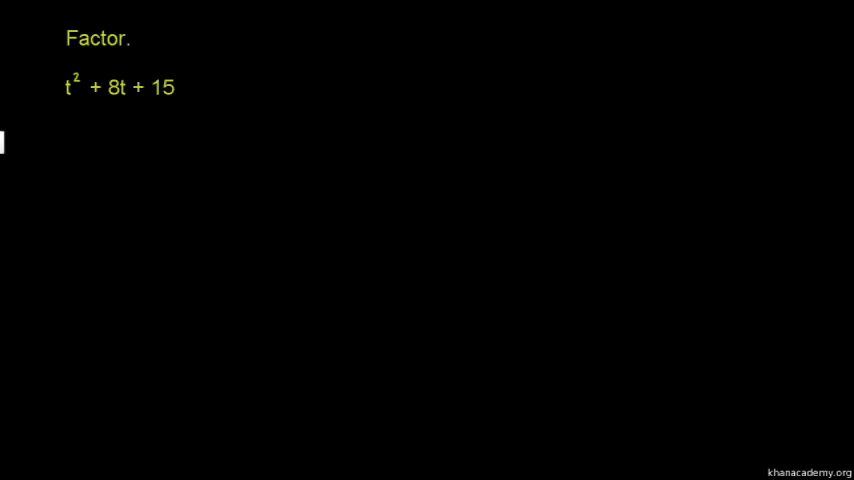 Factor.
t² + 8t + 15
khanacademy.org